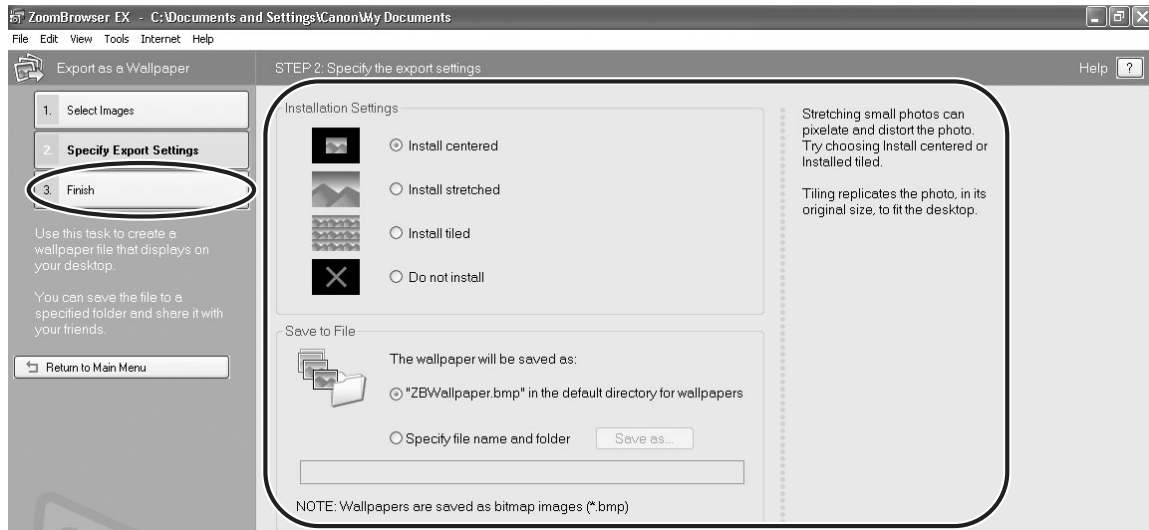 ZoomBrowser EX - C:\Documents and Settings\Canon\My Documents
File Edit View Tools Internet Help
Export as a Wallpaper
STEP 2: Specify the export settings
Help ?
1. Select Images
2. Specify Export Settings
3. Finish
Use this task to create a
wallpaper file that displays on
your desktop.
You can save the file to a
specified folder and share it with
your friends.
Return to Main Menu
Installation Settings
Install centered
Install stretched
Install tiled
Do not install
Save to File
The wallpaper will be saved as:
"ZBWallpaper.bmp" in the default directory for wallpapers
Specify file name and folder
Save as...
NOTE: Wallpapers are saved as bitmap images (*.bmp)
Stretching small photos can
pixelate and distort the photo.
Try choosing Install centered or
Installed tiled.
Tiling replicates the photo, in its
original size, to fit the desktop.